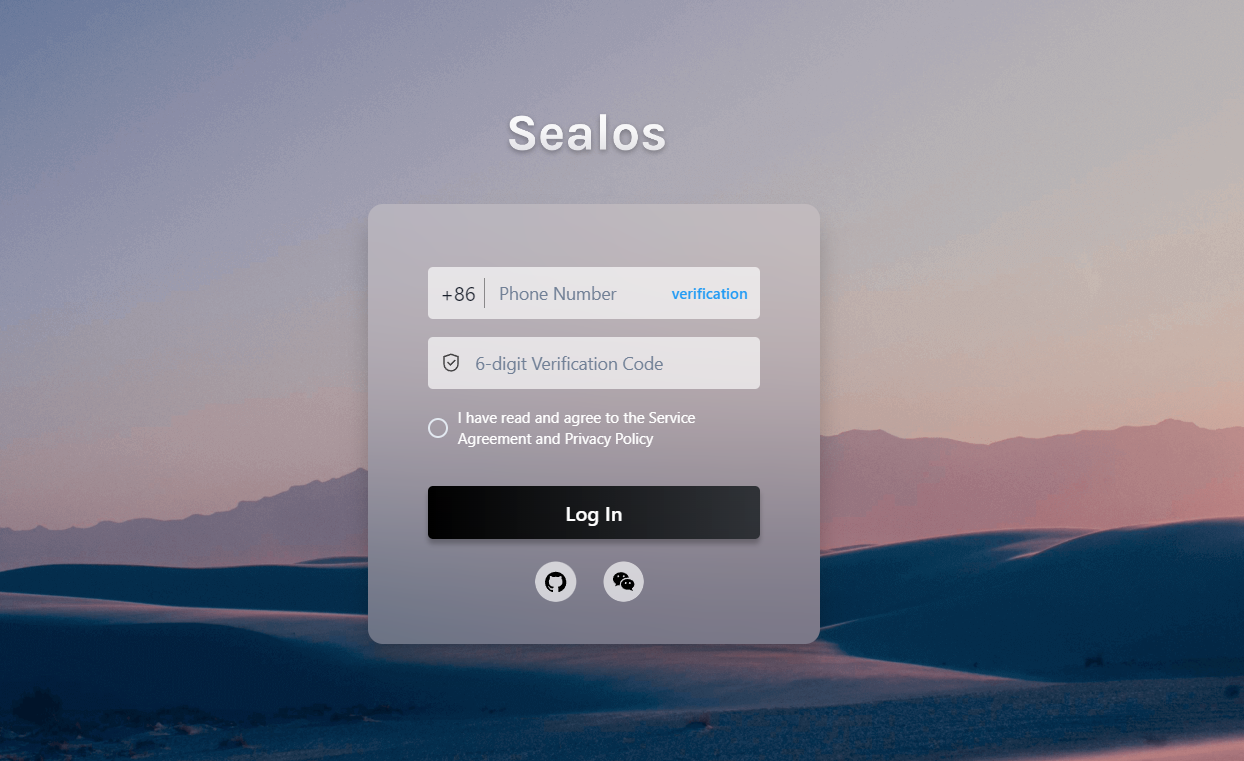 Sealos
+86 Phone Number verification
6-digit Verification Code
I have read and agree to the Service
Agreement and Privacy Policy
Log In